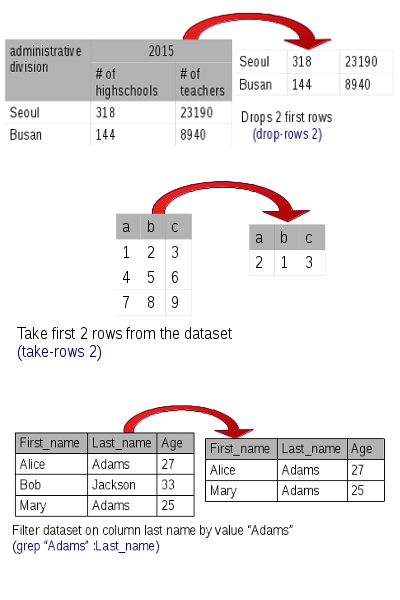 administrative division 2015
# of highschools # of teachers
Seoul 318 23190
Busan 144 8940
Seoul 318 23190
Busan 144 8940
Drops 2 first rows
(drop-rows 2)
a b c
1 2 3
4 5 6
7 8 9
a b c
2 1 3
Take first 2 rows from the dataset
(take-rows 2)
First_name Last_name Age
Alice Adams 27
Bob Jackson 33
Mary Adams 25
First_name Last_name Age
Alice Adams 27
Mary Adams 25
Filter dataset on column last name by value “Adams”
(grep “Adams” :Last_name)